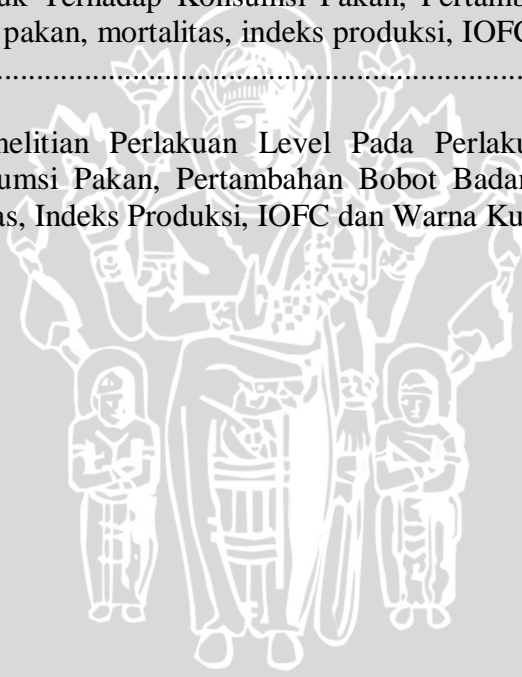 uk Terhadap Konsumsi Pakan, Pertamb
pakan, mortalitas, indeks produksi, IOFC
........................................................................
nelitian Perlakuan Level Pada Perlaku
umsi Pakan, Pertambahan Bobot Badan
as, Indeks Produksi, IOFC dan Warna Ku